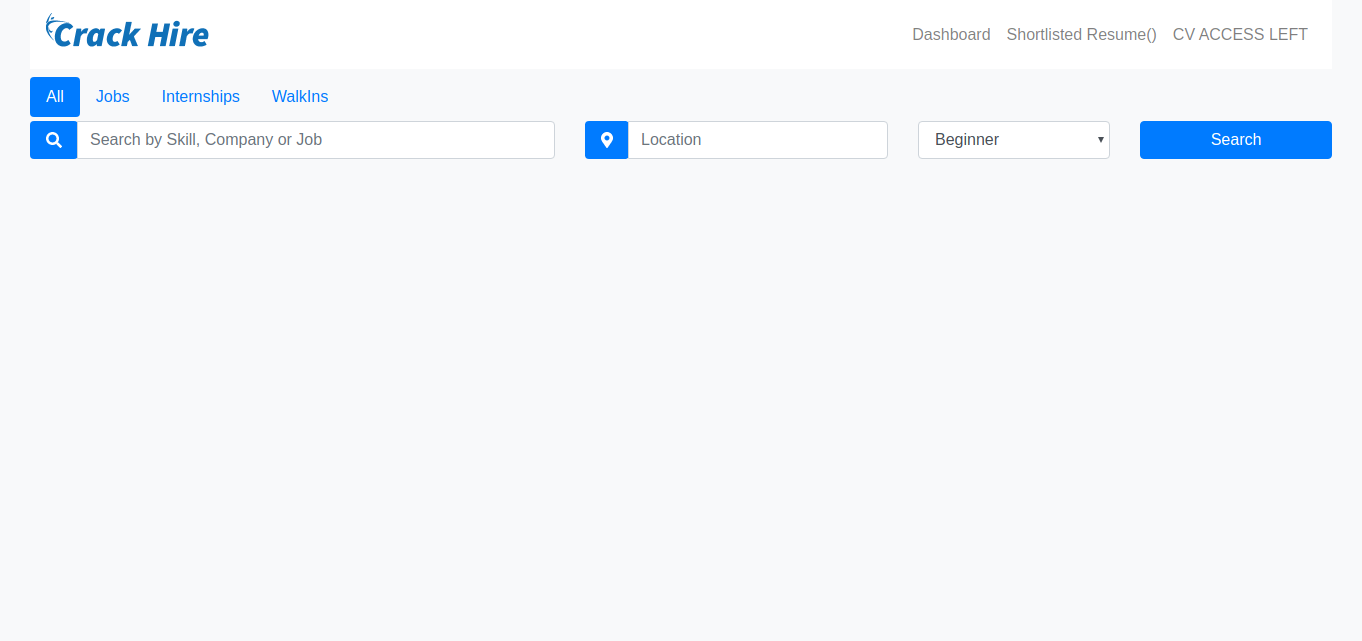 Crack Hire
Dashboard Shortlisted Resume() CV ACCESS LEFT
All Jobs Internships WalkIns
Search by Skill, Company or Job Location Beginner Search